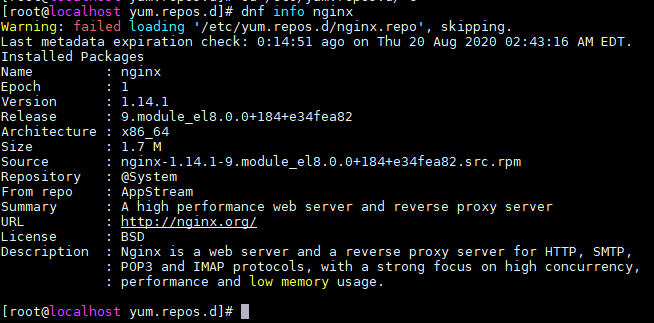 [root@localhost yum.repos.d]# dnf info nginx
Warning: failed loading '/etc/yum.repos.d/nginx.repo', skipping.
Last metadata expiration check: 0:14:51 ago on Thu 20 Aug 2020 02:43:16 AM EDT.
Installed Packages
Name         : nginx
Epoch        : 1
Version      : 1.14.1
Release      : 9.module_el8.0.0+184+e34fea82
Architecture : x86_64
Size         : 1.7 M
Source       : nginx-1.14.1-9.module_el8.0.0+184+e34fea82.src.rpm
Repository   : @System
From repo    : AppStream
Summary      : A high performance web server and reverse proxy server
URL          : http://nginx.org/
License      : BSD
Description  : Nginx is a web server and a reverse proxy server for HTTP, SMTP,
             : POP3 and IMAP protocols, with a strong focus on high concurrency,
             : performance and low memory usage.
[root@localhost yum.repos.d]#